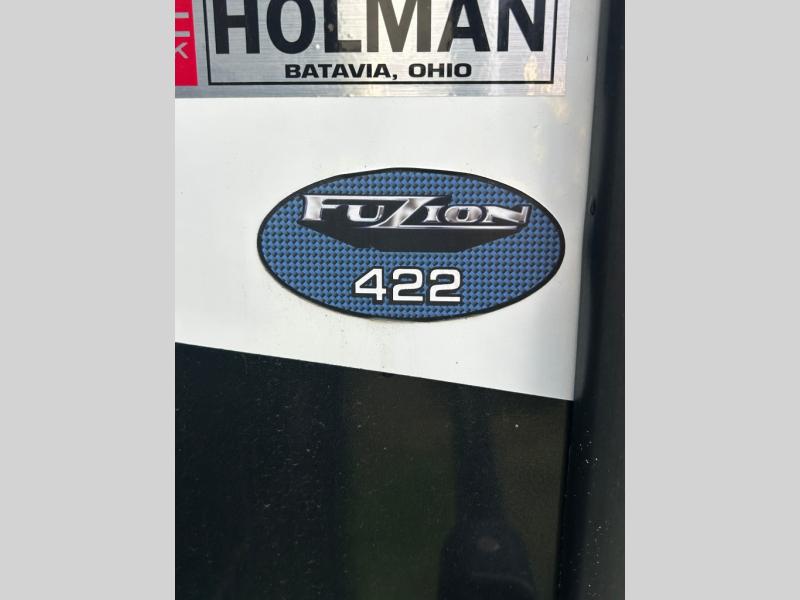 HOLMAN
BATAVIA, OHIO
FUZION
422